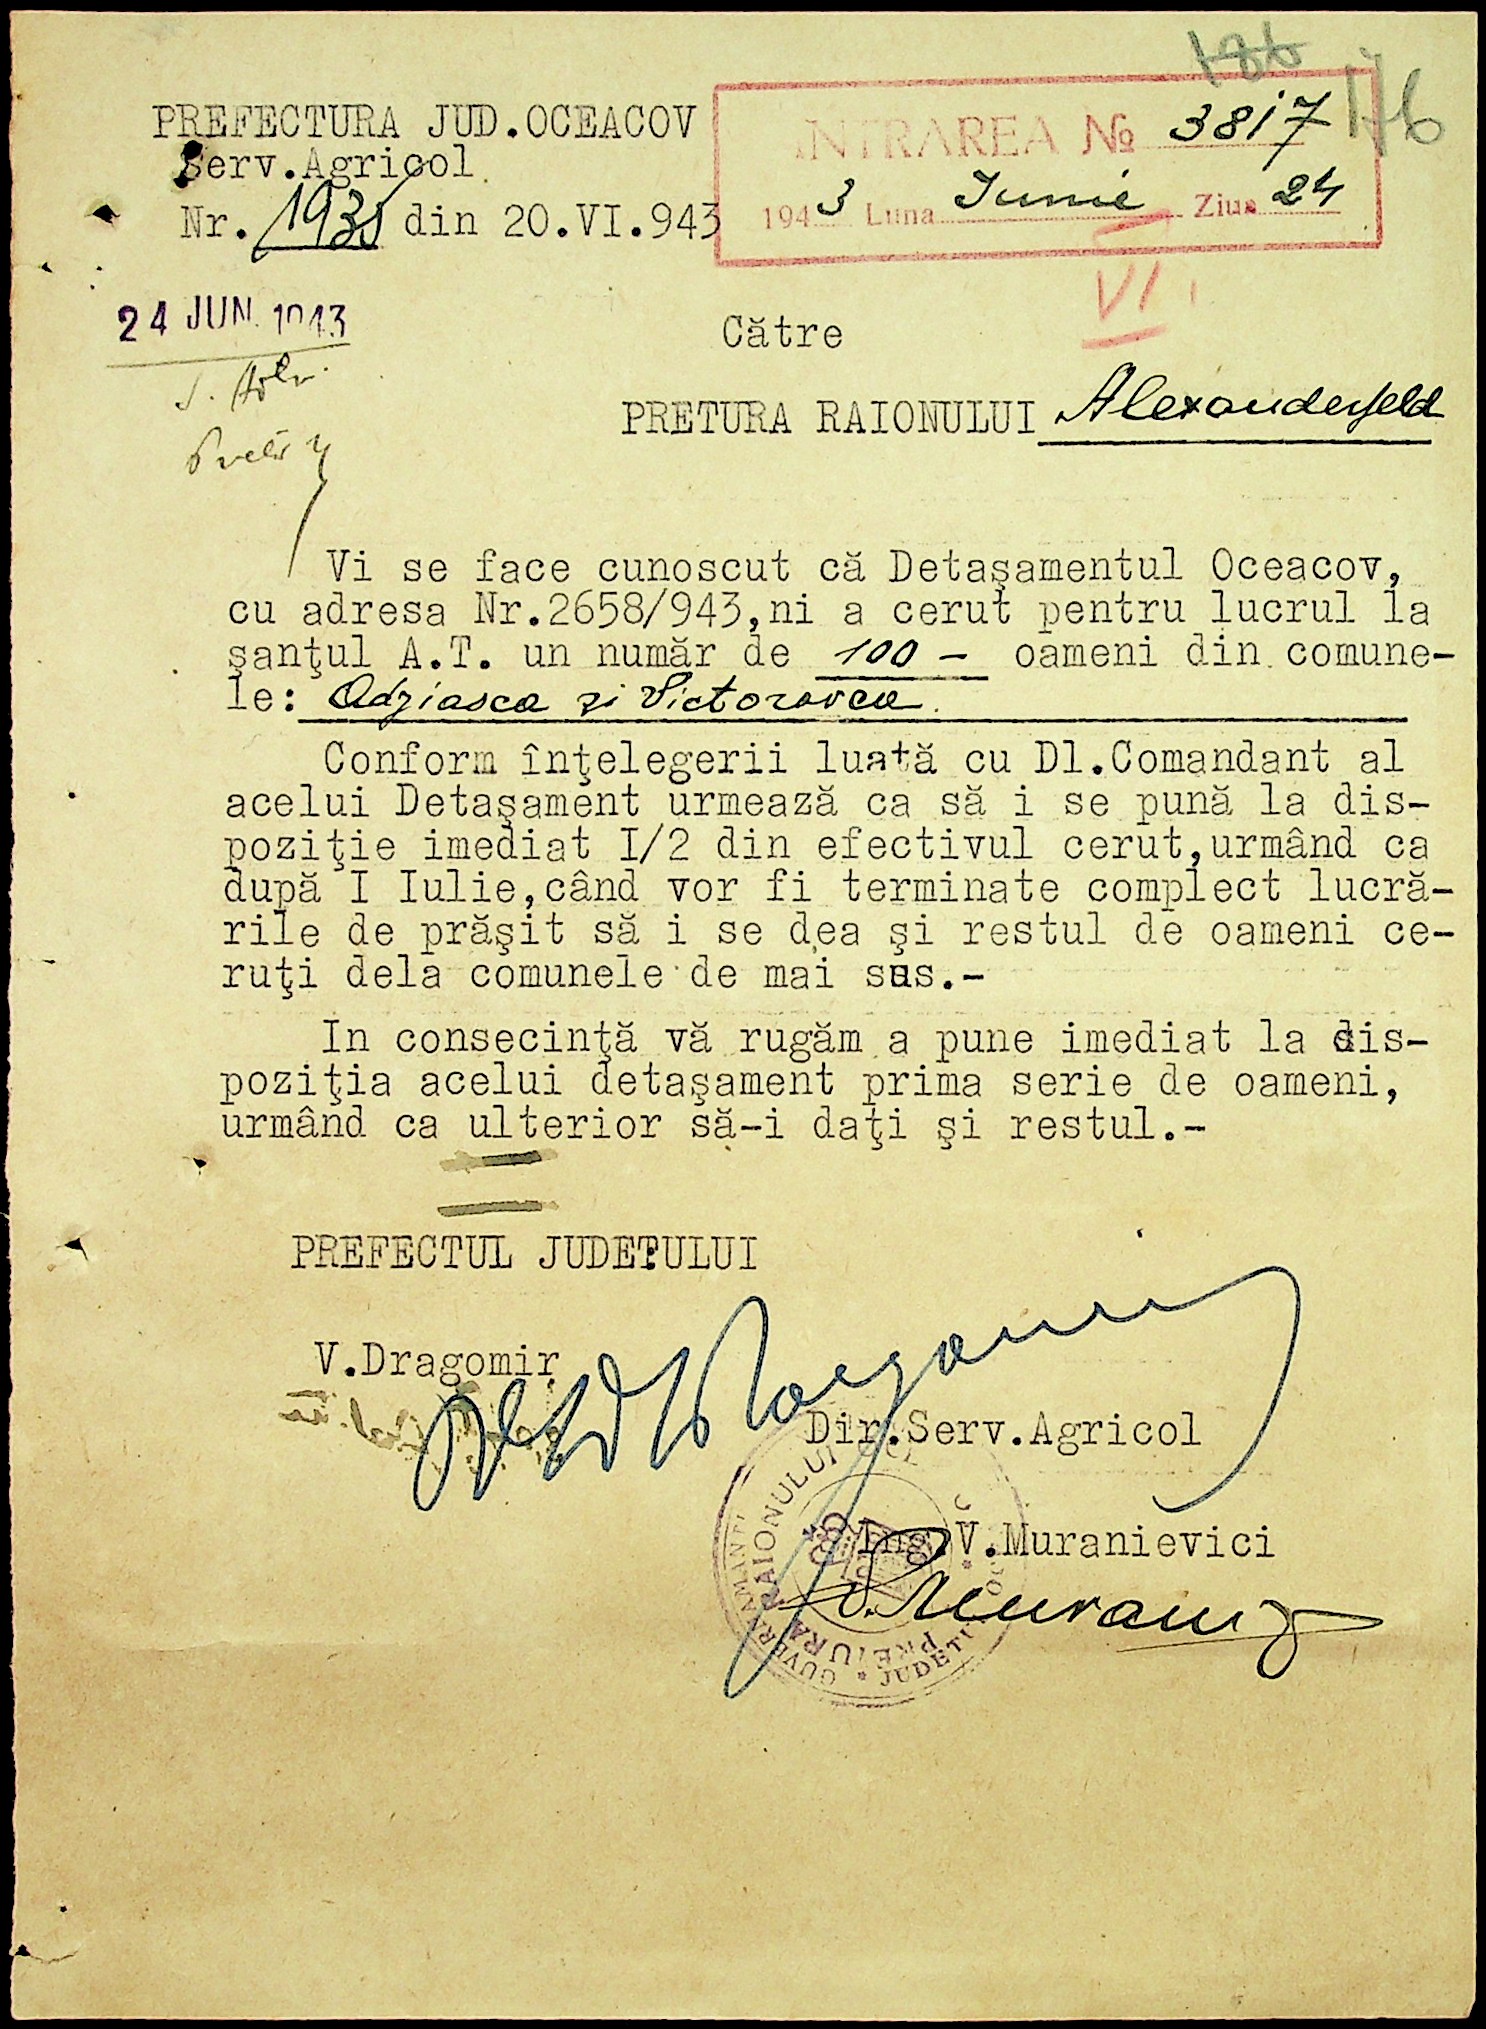 186
176
PREFECTURA JUD.OCEACOV
Serv.Agricol
Nr. 1935 din 20.VI.943
INTRAREA № 3817
1943 Luna Iunie Ziua 24
VI
24 JUN. 1943
Către
PRETURA RAIONULUI Alexanderfeld
Vi se face cunoscut că Detaşamentul Oceacov,
cu adresa Nr.2658/943,ni a cerut pentru lucrul la
şanţul A.T. un număr de 100 - oameni din comune-
le: Adziasca şi Victorovca.
Conform înţelegerii luată cu Dl.Comandant al
acelui Detaşament urmează ca să i se pună la dis-
poziţie imediat I/2 din efectivul cerut,urmând ca
după I Iulie,când vor fi terminate complect lucră-
rile de prăşit să i se dea şi restul de oameni ce-
ruţi dela comunele de mai sus.-
In consecinţă vă rugăm a pune imediat la dis-
poziţia acelui detaşament prima serie de oameni,
urmând ca ulterior să-i daţi şi restul.-
PREFECTUL JUDEŢULUI
V.Dragomir
Dir.Serv.Agricol
Ing.V.Muranievici
PRETURA RAIONULUI
JUDEŢUL